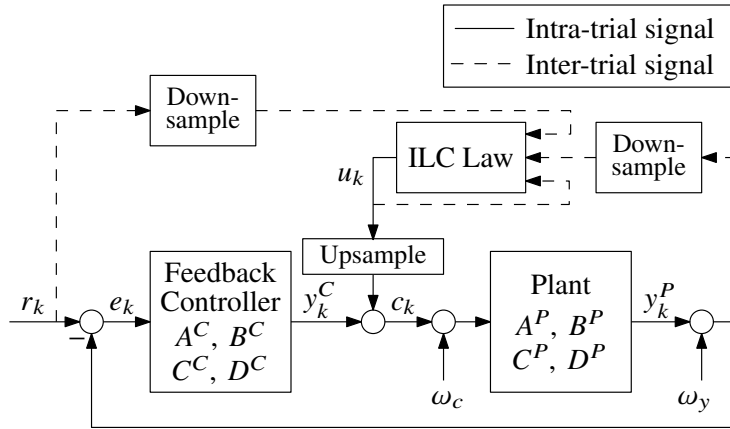 Intra-trial signal
Inter-trial signal
Down-
sample
ILC Law
Down-
sample
u_k
Upsample
r_k
e_k
−
Feedback
Controller
A^C, B^C
C^C, D^C
y_k^C
c_k
Plant
A^P, B^P
C^P, D^P
y_k^P
ω_c
ω_y